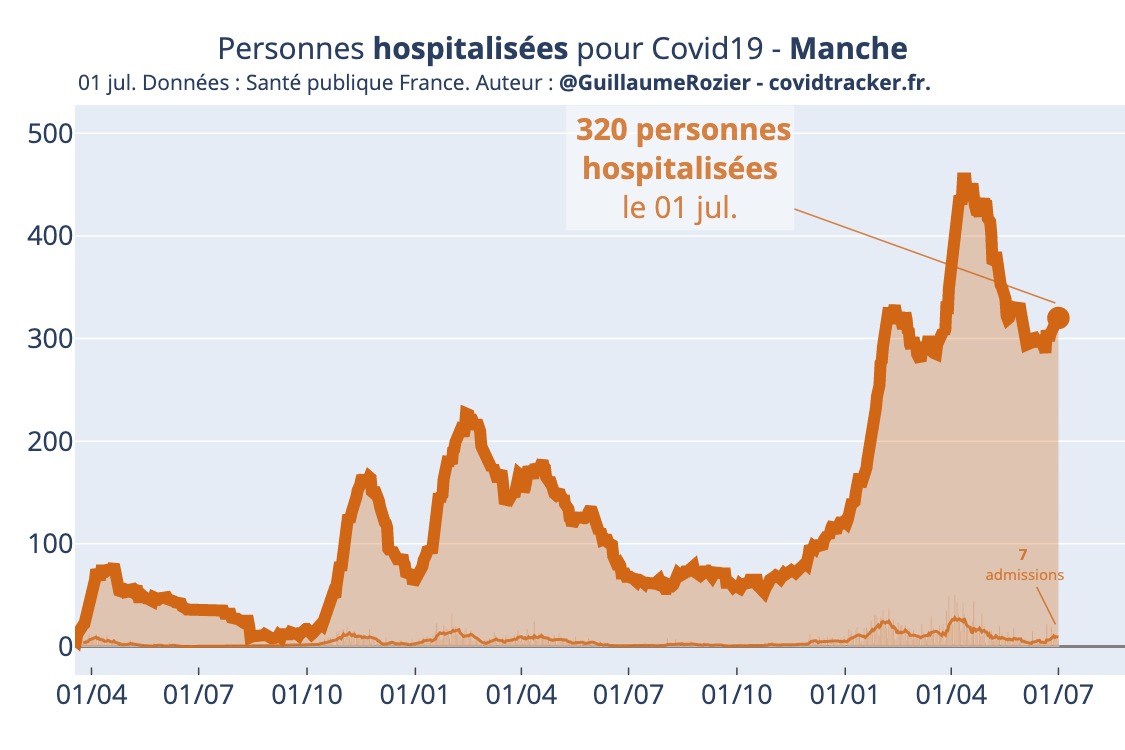 Personnes hospitalisées pour Covid19 - Manche
01 jul. Données : Santé publique France. Auteur : @GuillaumeRozier - covidtracker.fr.
320 personnes
hospitalisées
le 01 jul.
500
400
300
200
100
0
7
admissions
01/04 01/07 01/10 01/01 01/04 01/07 01/10 01/01 01/04 01/07